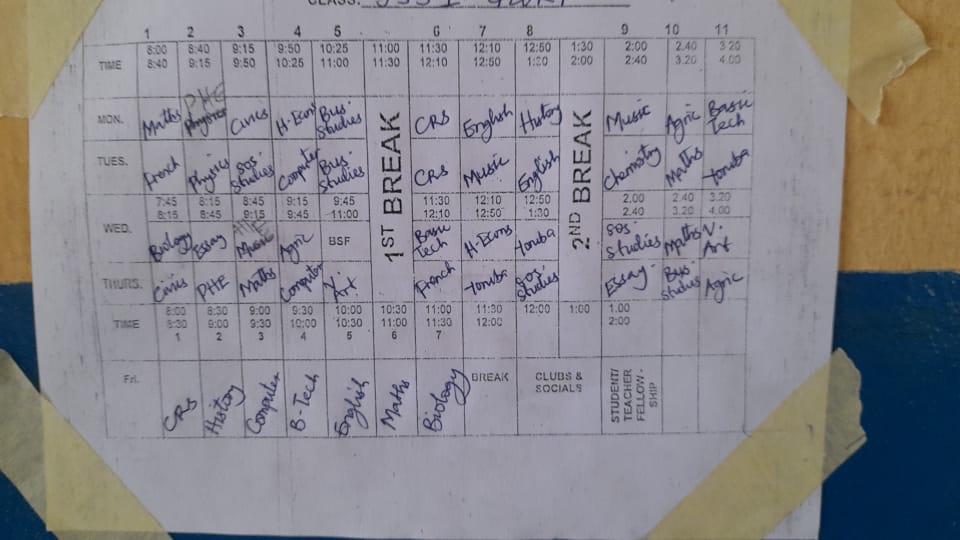 CLASS: JSS 1
1 2 3 4 5 6 7 8 9 10 11
TIME 8:00 8:40 9:15 9:50 10:25 11:00 11:30 12:10 12:50 1:30 2:00 2.40 3.20
8:40 9:15 9:50 10:25 11:00 11:30 12:10 12:50 1:30 2:00 2:40 3.20 4.00
MON. Maths PHE Civics H-Econs Bus. Studies 1ST BREAK CRS English History 2ND BREAK Music Agric Basic Tech
TUES. French Physics Sos. Studies Computer Bus. Studies CRS Music English Chemistry Maths Yoruba
7:45 8:15 8:45 9:15 9:45 11:30 12:10 12:50 2.00 2.40 3.20
8:15 8:45 9:15 9:45 11:00 12:10 12:50 1:30 2.40 3.20 4.00
WED. Biology Essay PHE Music Agric BSF Basic Tech H-Econs Yoruba Sos. Studies Maths V. Art
THURS. Civics PHE Maths Computer V. Art French Yoruba Sos. Studies Essay Bus. Studies Agric
TIME 8:00 8:30 9:00 9:30 10:00 10:30 11:00 11:30 12:00 1:00 1.00
8:30 9:00 9:30 10:00 10:30 11:00 11:30 12:00 2:00
1 2 3 4 5 6 7
Fri. CRS History Computer B-Tech English Maths Biology BREAK CLUBS & SOCIALS STUDENT/ TEACHER FELLOW- SHIP